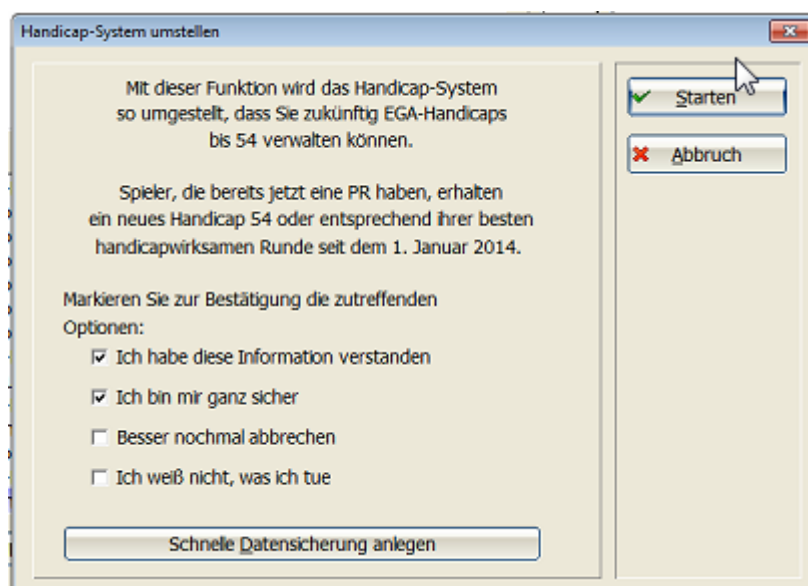 Handicap-System umstellen
Mit dieser Funktion wird das Handicap-System
so umgestellt, dass Sie zukünftig EGA-Handicaps
bis 54 verwalten können.
Spieler, die bereits jetzt eine PR haben, erhalten
ein neues Handicap 54 oder entsprechend ihrer besten
handicapwirksamen Runde seit dem 1. Januar 2014.
Markieren Sie zur Bestätigung die zutreffenden
Optionen:
Ich habe diese Information verstanden
Ich bin mir ganz sicher
Besser nochmal abbrechen
Ich weiß nicht, was ich tue
Schnelle Datensicherung anlegen
Starten
Abbruch